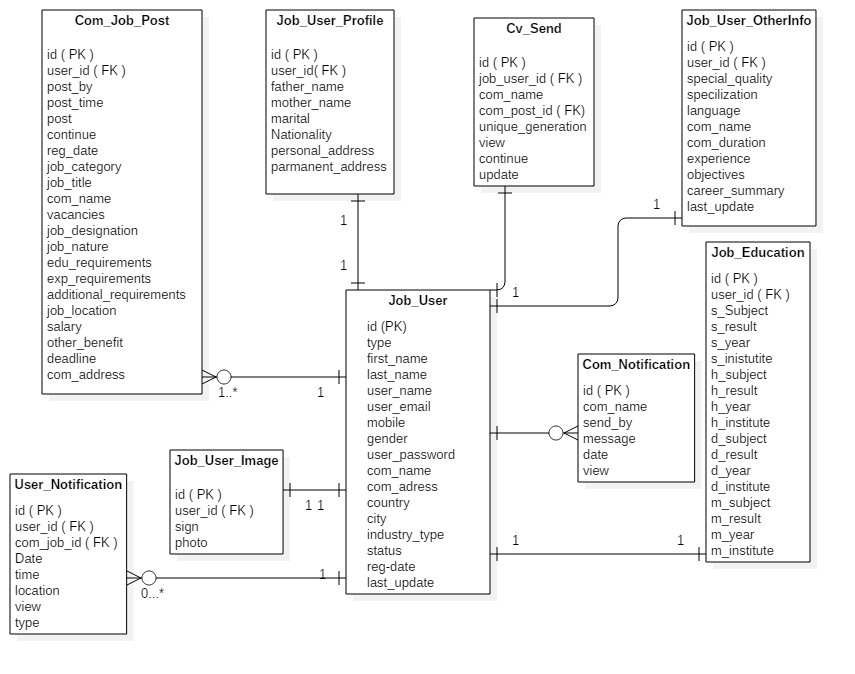 Com_Job_Post
id ( PK )
user_id ( FK )
post_by
post_time
post
continue
reg_date
job_category
job_title
com_name
vacancies
job_designation
job_nature
edu_requirements
exp_requirements
additional_requirements
job_location
salary
other_benefit
deadline
com_address
Job_User_Profile
id ( PK )
user_id( FK )
father_name
mother_name
marital
Nationality
personal_address
parmanent_address
Cv_Send
id ( PK )
job_user_id ( FK )
com_name
com_post_id ( FK)
unique_generation
view
continue
update
Job_User_OtherInfo
id ( PK )
user_id ( FK )
special_quality
specilization
language
com_name
com_duration
experience
objectives
career_summary
last_update
1
1
1
1
Job_User
id (PK)
type
first_name
last_name
user_name
user_email
mobile
gender
user_password
com_name
com_adress
country
city
industry_type
status
reg-date
last_update
Job_Education
id ( PK )
user_id ( FK )
s_Subject
s_result
s_year
s_inistutite
h_subject
h_result
h_year
h_institute
d_subject
d_result
d_year
d_institute
m_subject
m_result
m_year
m_institute
Com_Notification
id ( PK )
com_name
send_by
message
date
view
1..*
1
Job_User_Image
id ( PK )
user_id ( FK )
sign
photo
1 1
User_Notification
id ( PK )
user_id ( FK )
com_job_id ( FK )
Date
time
location
view
type
0...*
1
1
1